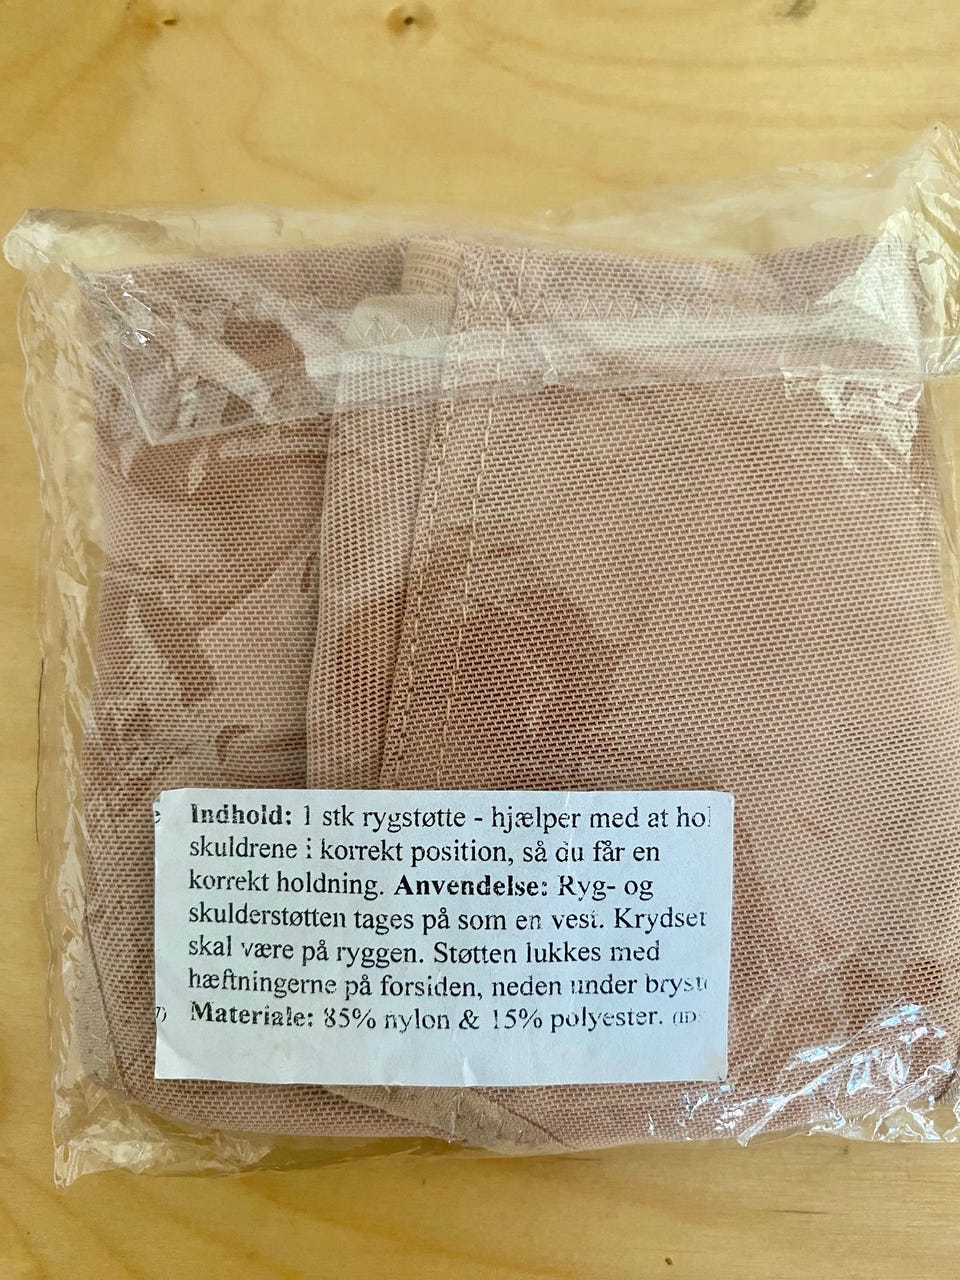 Indhold: 1 stk rygstøtte - hjælper med at hol
skuldrene i korrekt position, så du får en
korrekt holdning. Anvendelse: Ryg- og
skulderstøtten tages på som en vest. Krydset
skal være på ryggen. Støtten lukkes med
hæftningerne på forsiden, neden under bryst
Materiale: 85% nylon & 15% polyester. (ID